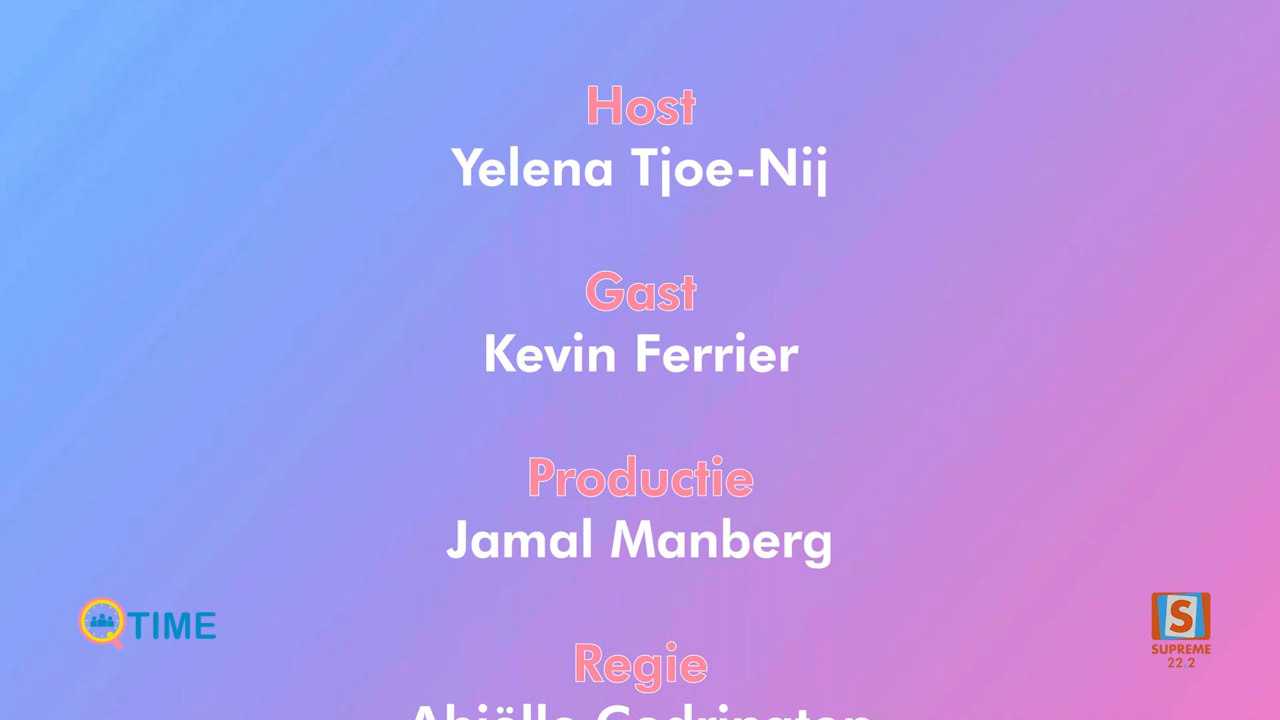 Host
Yelena Tjoe-Nij
Gast
Kevin Ferrier
Productie
Jamal Manberg
TIME
SUPREME
22.2
Regie